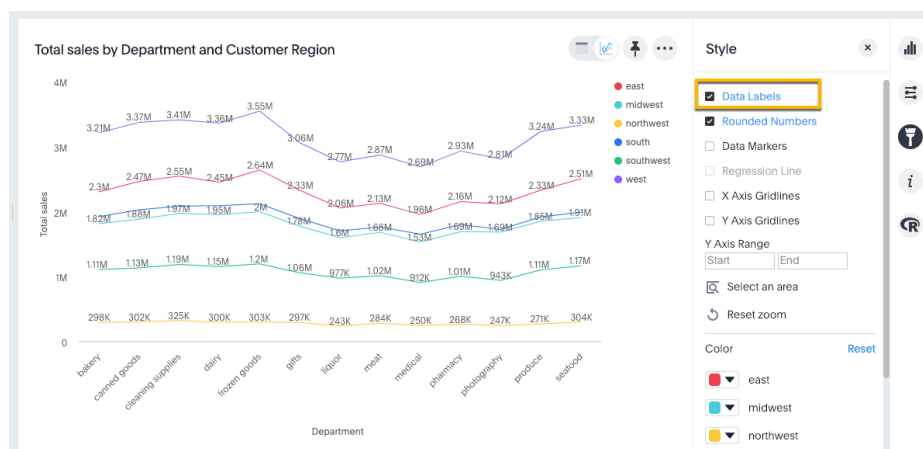 Total sales by Department and Customer Region
4M
3M
2M
1M
0
Total sales
3.21M 3.37M 3.41M 3.36M 3.55M 3.06M 2.77M 2.87M 2.69M 2.93M 2.81M 3.24M 3.33M
2.3M 2.47M 2.55M 2.45M 2.64M 2.33M 2.06M 2.13M 1.96M 2.16M 2.12M 2.33M 2.51M
1.82M 1.88M 1.97M 1.95M 2M 1.78M 1.6M 1.68M 1.53M 1.69M 1.69M 1.85M 1.91M
1.11M 1.13M 1.19M 1.15M 1.2M 1.06M 977K 1.02M 912K 1.01M 943K 1.11M 1.17M
298K 302K 325K 300K 303K 297K 243K 284K 250K 268K 247K 271K 304K
bakery
canned goods
cleaning supplies
dairy
frozen goods
gifts
liquor
meat
medical
pharmacy
photography
produce
seafood
Department
east
midwest
northwest
south
southwest
west
Style
Data Labels
Rounded Numbers
Data Markers
Regression Line
X Axis Gridlines
Y Axis Gridlines
Y Axis Range
Start End
Select an area
Reset zoom
Color Reset
east
midwest
northwest
i
R